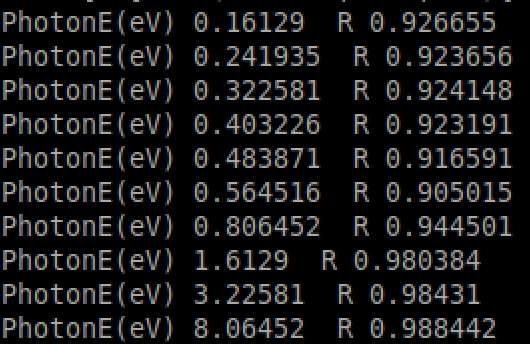 PhotonE(eV) 0.16129  R 0.926655
PhotonE(eV) 0.241935  R 0.923656
PhotonE(eV) 0.322581  R 0.924148
PhotonE(eV) 0.403226  R 0.923191
PhotonE(eV) 0.483871  R 0.916591
PhotonE(eV) 0.564516  R 0.905015
PhotonE(eV) 0.806452  R 0.944501
PhotonE(eV) 1.6129  R 0.980384
PhotonE(eV) 3.22581  R 0.98431
PhotonE(eV) 8.06452  R 0.988442